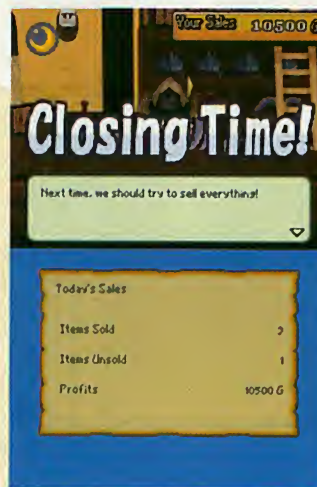 Your Sales 10500 G
Closing Time!
Next time, we should try to sell everything!
Today's Sales
Items Sold
Items Unsold 1
Profits 10500 G